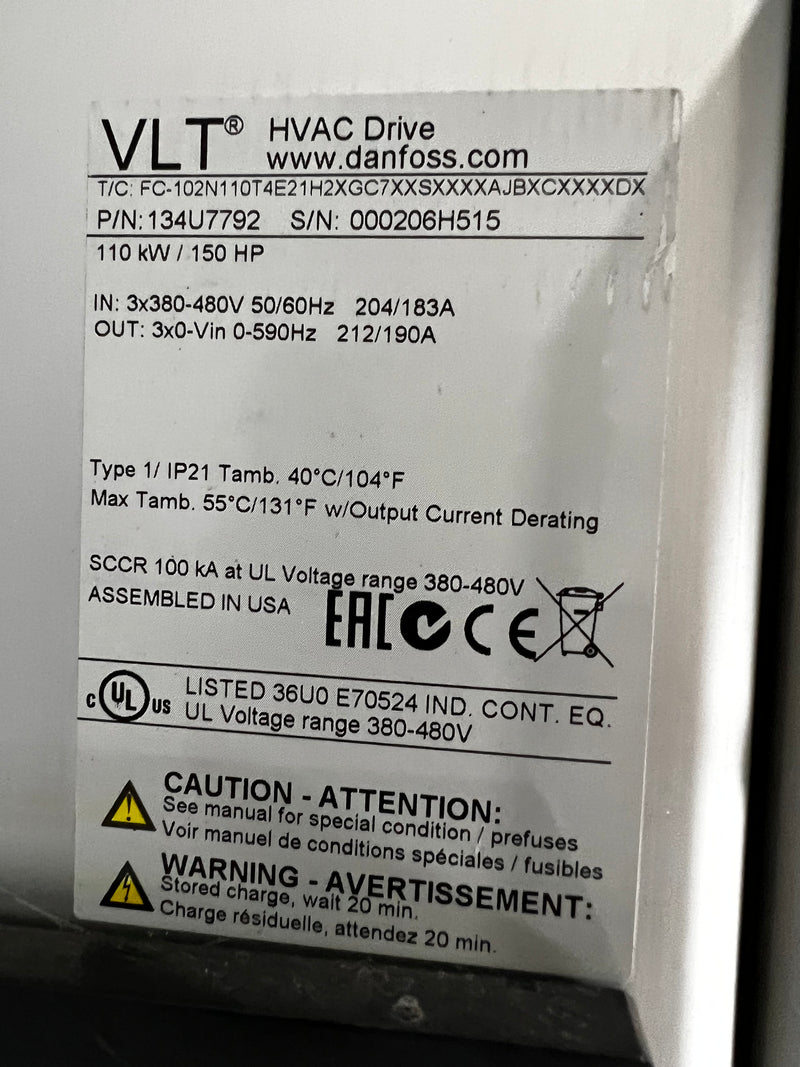 VLT® HVAC Drive
www.danfoss.com
T/C: FC-102N110T4E21H2XGC7XXSXXXXAJBXCXXXXDX
P/N:134U7792 S/N: 000206H515
110 kW / 150 HP
IN: 3x380-480V 50/60Hz 204/183A
OUT: 3x0-Vin 0-590Hz 212/190A
Type 1/ IP21 Tamb. 40°C/104°F
Max Tamb. 55°C/131°F w/Output Current Derating
SCCR 100 kA at UL Voltage range 380-480V
ASSEMBLED IN USA
EAC CE
c UL us LISTED 36U0 E70524 IND. CONT. EQ.
UL Voltage range 380-480V
CAUTION - ATTENTION:
See manual for special condition / prefuses
Voir manuel de conditions spéciales / fusibles
WARNING - AVERTISSEMENT:
Stored charge, wait 20 min.
Charge résiduelle, attendez 20 min.